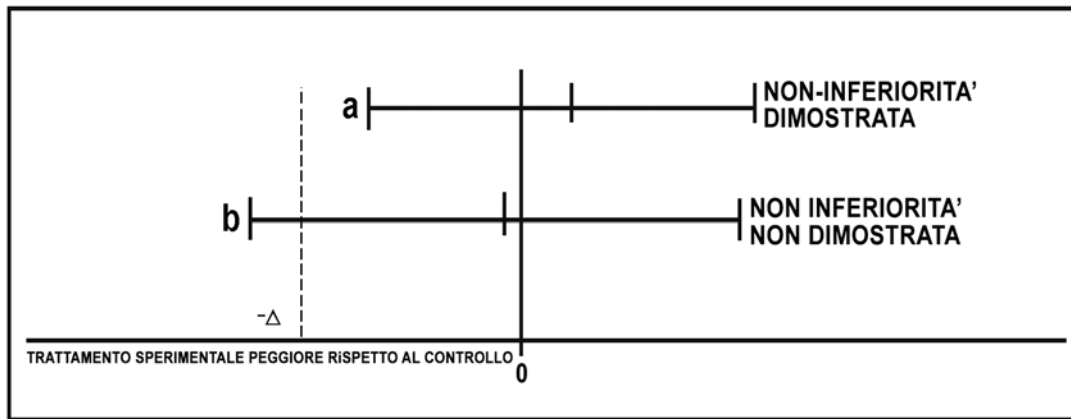 a
NON-INFERIORITA'
DIMOSTRATA
b
NON INFERIORITA'
NON DIMOSTRATA
-△
TRATTAMENTO SPERIMENTALE PEGGIORE RiSPETTO AL CONTROLLO
0